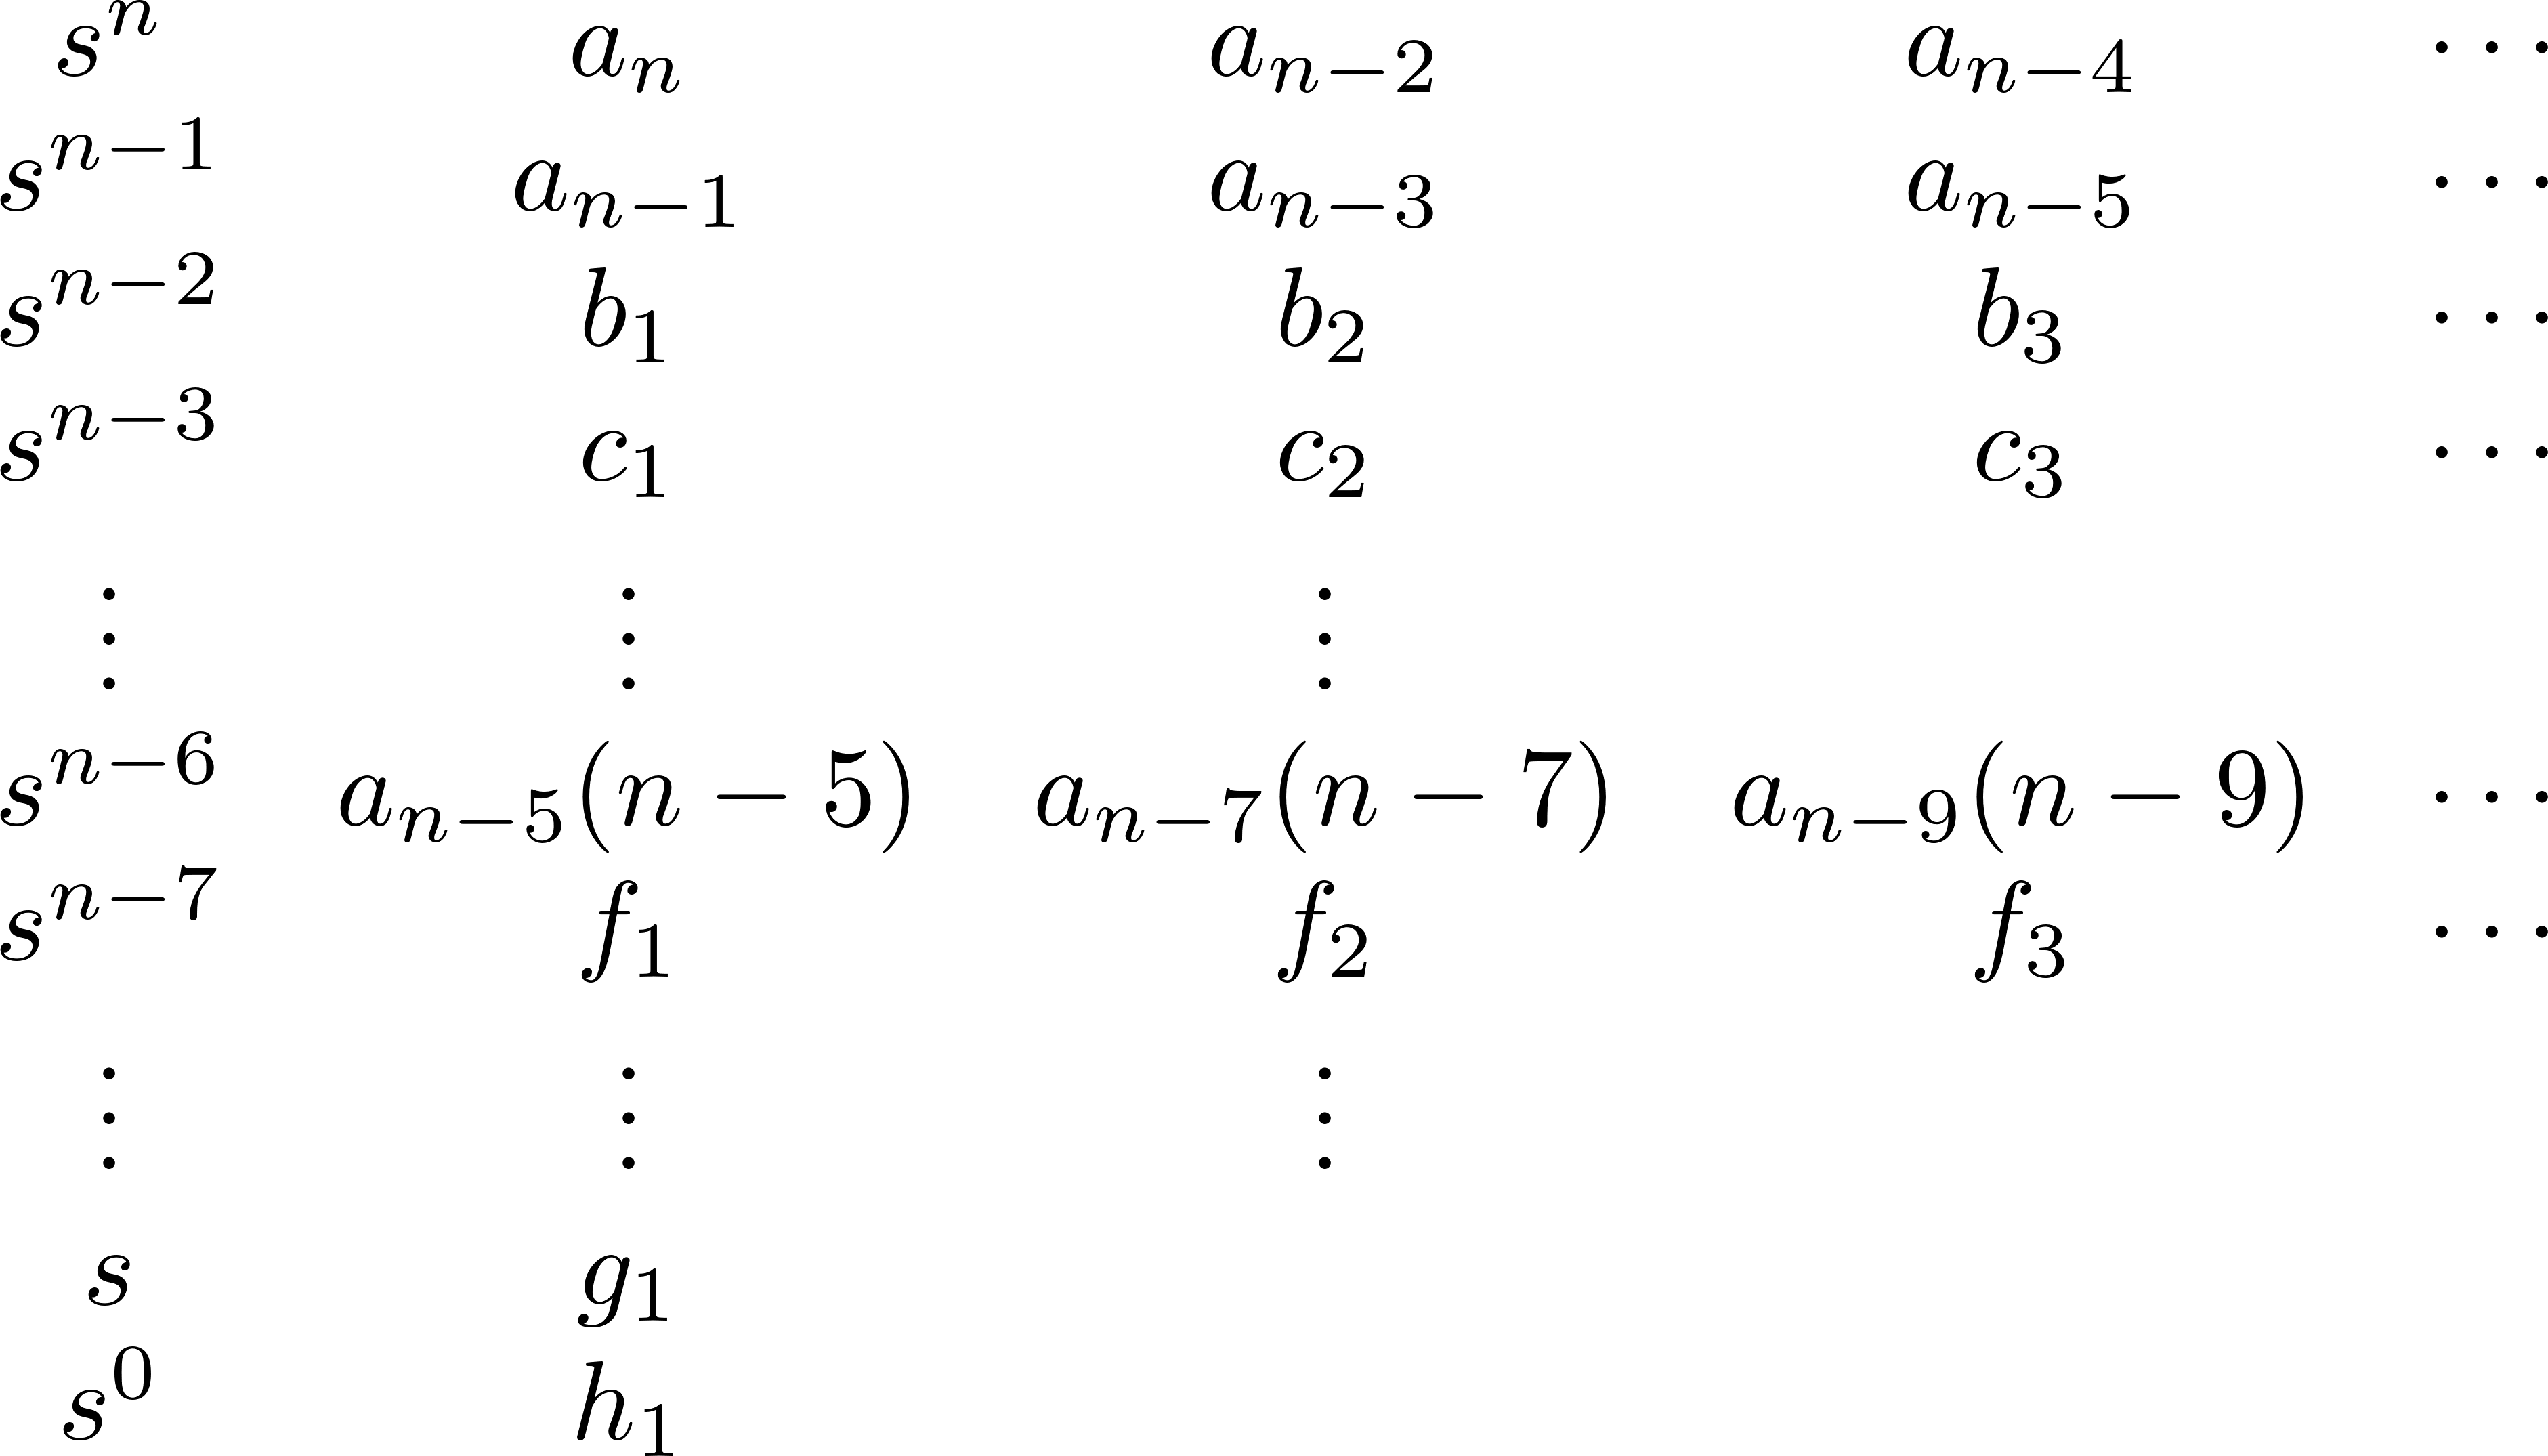 s^n a_n a_{n-2} a_{n-4} ⋯
s^{n-1} a_{n-1} a_{n-3} a_{n-5} ⋯
s^{n-2} b_1 b_2 b_3 ⋯
s^{n-3} c_1 c_2 c_3 ⋯
⋮ ⋮ ⋮
s^{n-6} a_{n-5}(n-5) a_{n-7}(n-7) a_{n-9}(n-9) ⋯
s^{n-7} f_1 f_2 f_3 ⋯
⋮ ⋮ ⋮
s g_1
s^0 h_1